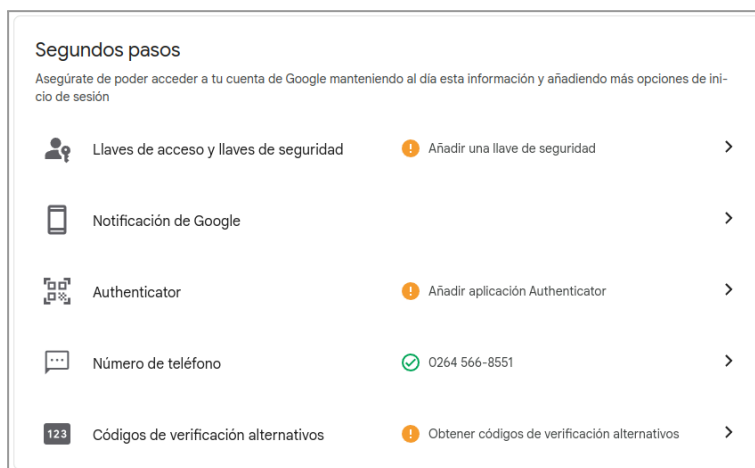 Segundos pasos
Asegúrate de poder acceder a tu cuenta de Google manteniendo al día esta información y añadiendo más opciones de ini-
cio de sesión
Llaves de acceso y llaves de seguridad
! Añadir una llave de seguridad
Notificación de Google
Authenticator
! Añadir aplicación Authenticator
Número de teléfono
0264 566-8551
123
Códigos de verificación alternativos
! Obtener códigos de verificación alternativos